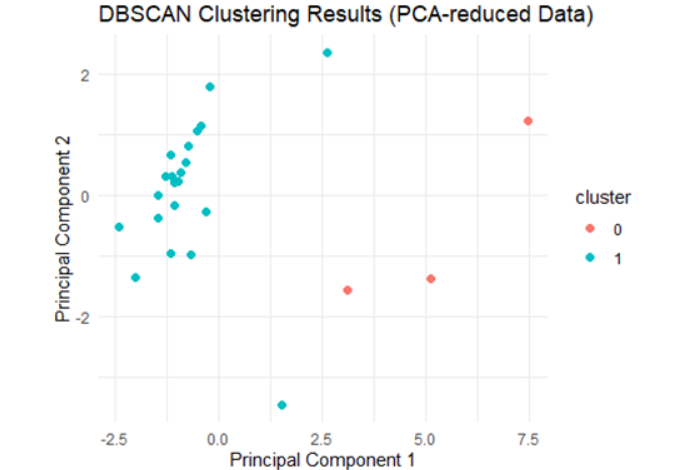 DBSCAN Clustering Results (PCA-reduced Data)
2
0
-2
Principal Component 2
-2.5 0.0 2.5 5.0 7.5
Principal Component 1
cluster
0
1